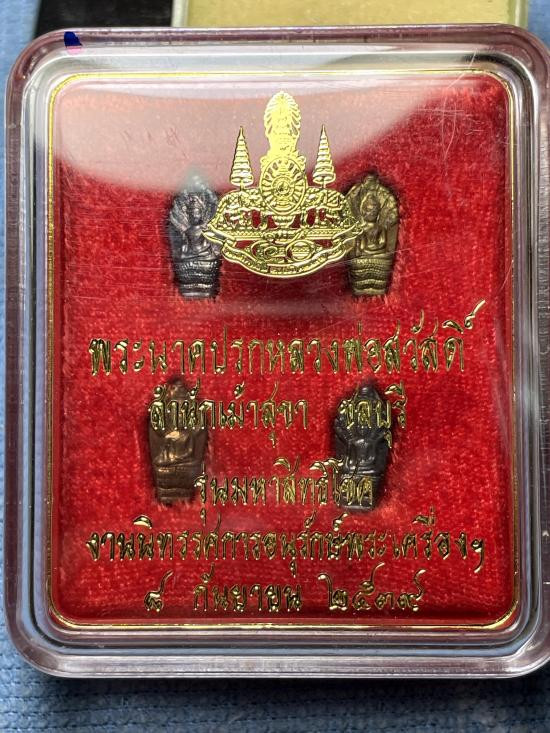 พระนาคปรกหลวงพ่อสวัสดิ์
สำนักเม้าสุขา ชลบุรี
รุ่นมหาสิทธิโชค
งานนิทรรศการอนุรักษ์พระเครื่องฯ
๘ กันยายน ๒๕๓๙